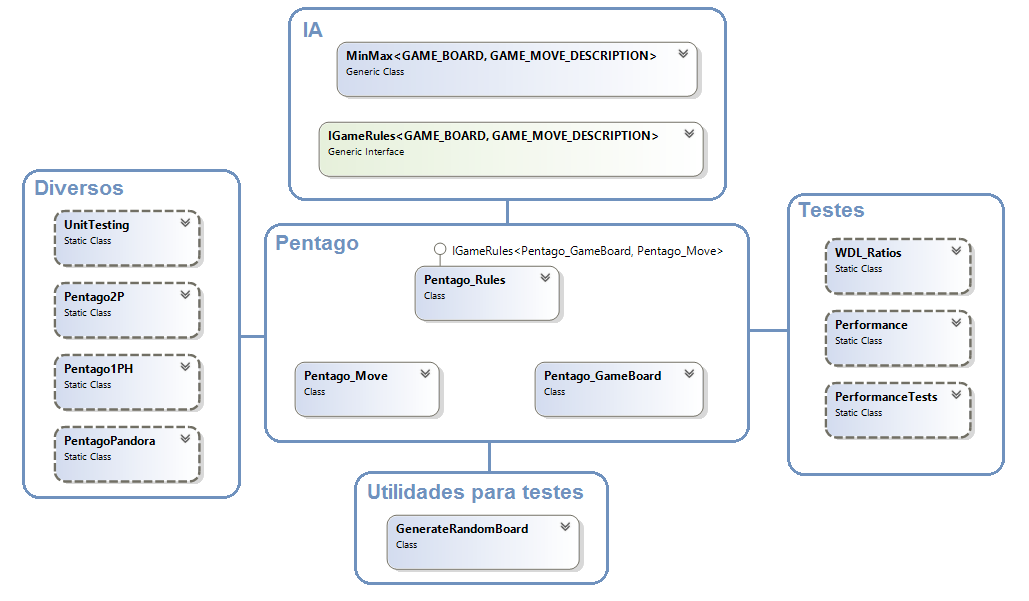 IA
MinMax<GAME_BOARD, GAME_MOVE_DESCRIPTION>
Generic Class
IGameRules<GAME_BOARD, GAME_MOVE_DESCRIPTION>
Generic Interface
Diversos
UnitTesting
Static Class
Pentago2P
Static Class
Pentago1PH
Static Class
PentagoPandora
Static Class
Pentago
IGameRules<Pentago_GameBoard, Pentago_Move>
Pentago_Rules
Class
Pentago_Move
Class
Pentago_GameBoard
Class
Testes
WDL_Ratios
Static Class
Performance
Static Class
PerformanceTests
Static Class
Utilidades para testes
GenerateRandomBoard
Class